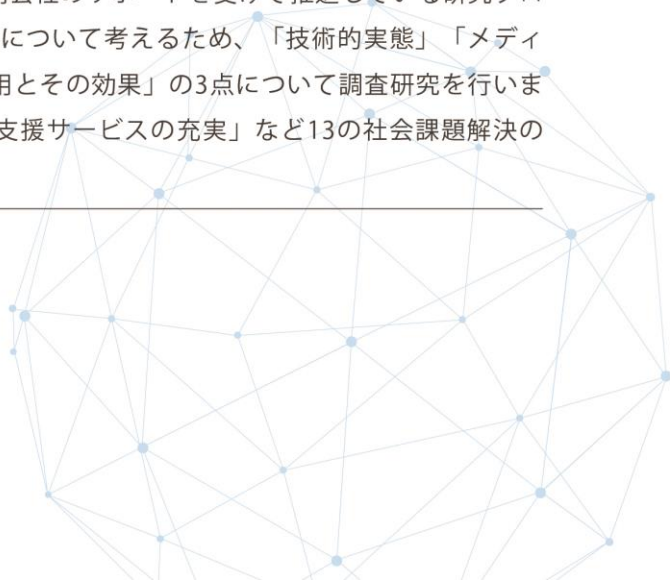 について考えるため、「技術的実態」「メディ
用とその効果」の3点について調査研究を行いま
支援サービスの充実」など13の社会課題解決の